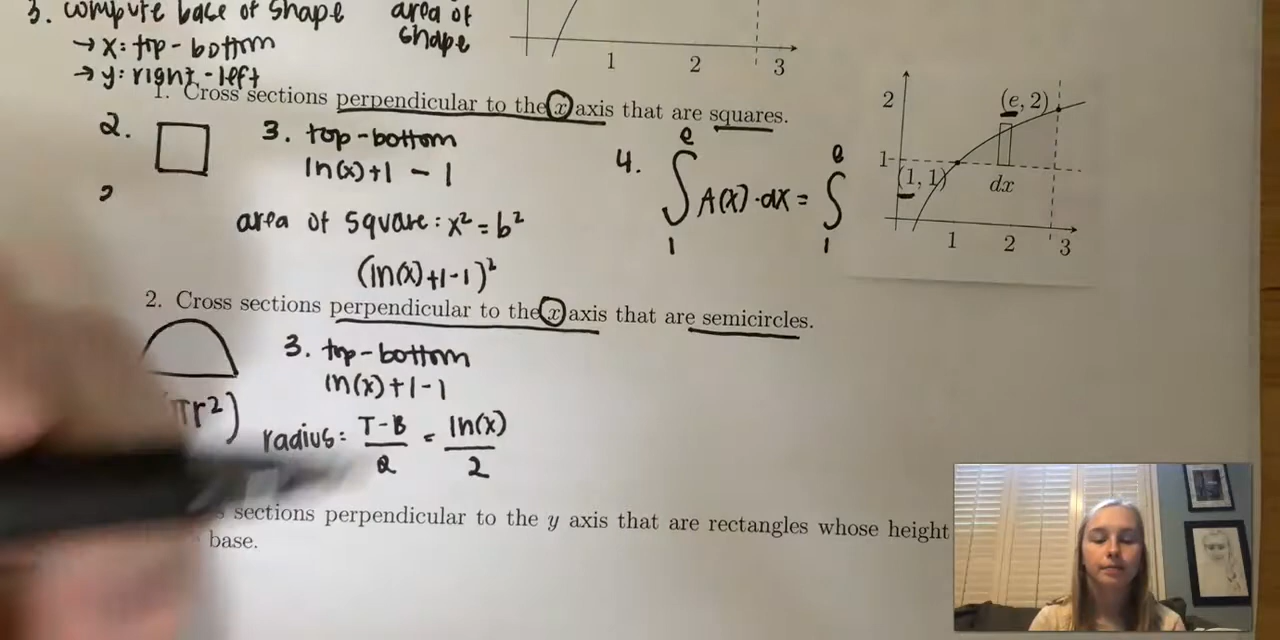 3. compute base of shape
→ x: top-bottom
→ y: right-left
area of
shape
1 2 3
1. Cross sections perpendicular to the x axis that are squares.
2.
3. top-bottom
ln(x)+1 - 1
area of square: x² = b²
(ln(x)+1-1)²
4. ∫₁ᵉ A(x)·dx = ∫₁ᵉ
2
(e, 2)
1
(1, 1)
dx
1 2 3
2. Cross sections perpendicular to the x axis that are semicircles.
3. top-bottom
ln(x)+1-1
πr²)
radius: T-B/2 = ln(x)/2
sections perpendicular to the y axis that are rectangles whose height
base.